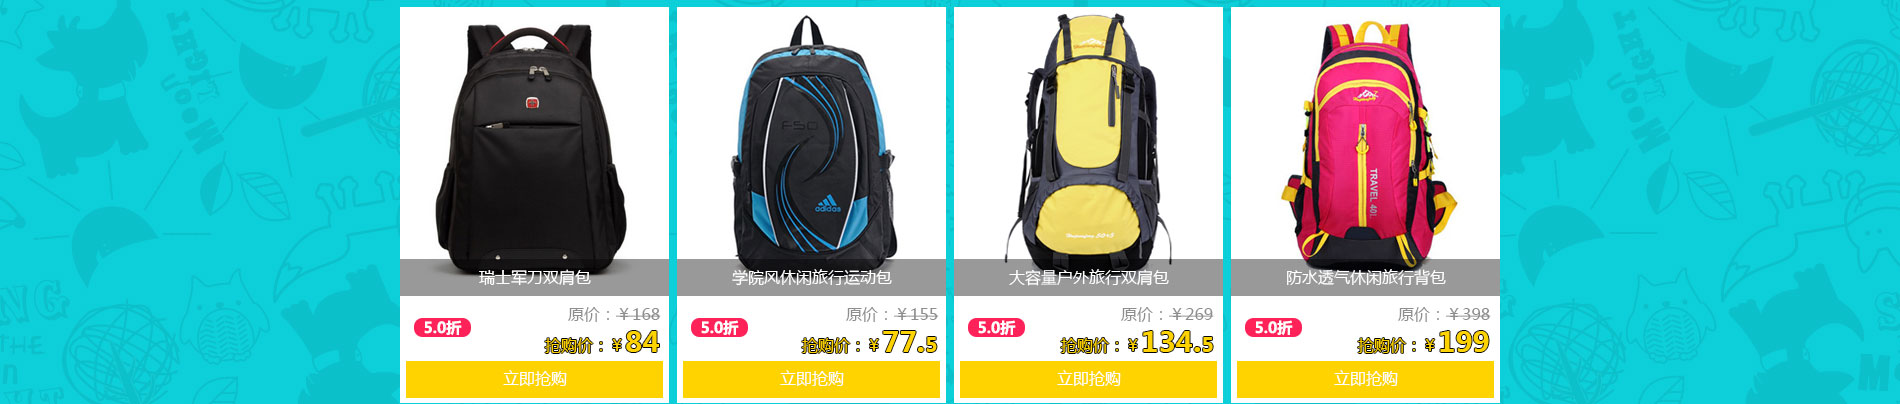 F50
adidas
TRAVEL 40L
瑞士军刀双肩包
学院风休闲旅行运动包
大容量户外旅行双肩包
防水透气休闲旅行背包
原价：￥168
5.0折
抢购价：￥84
立即抢购
原价：￥155
5.0折
抢购价：￥77.5
立即抢购
原价：￥269
5.0折
抢购价：￥134.5
立即抢购
原价：￥398
5.0折
抢购价：￥199
立即抢购